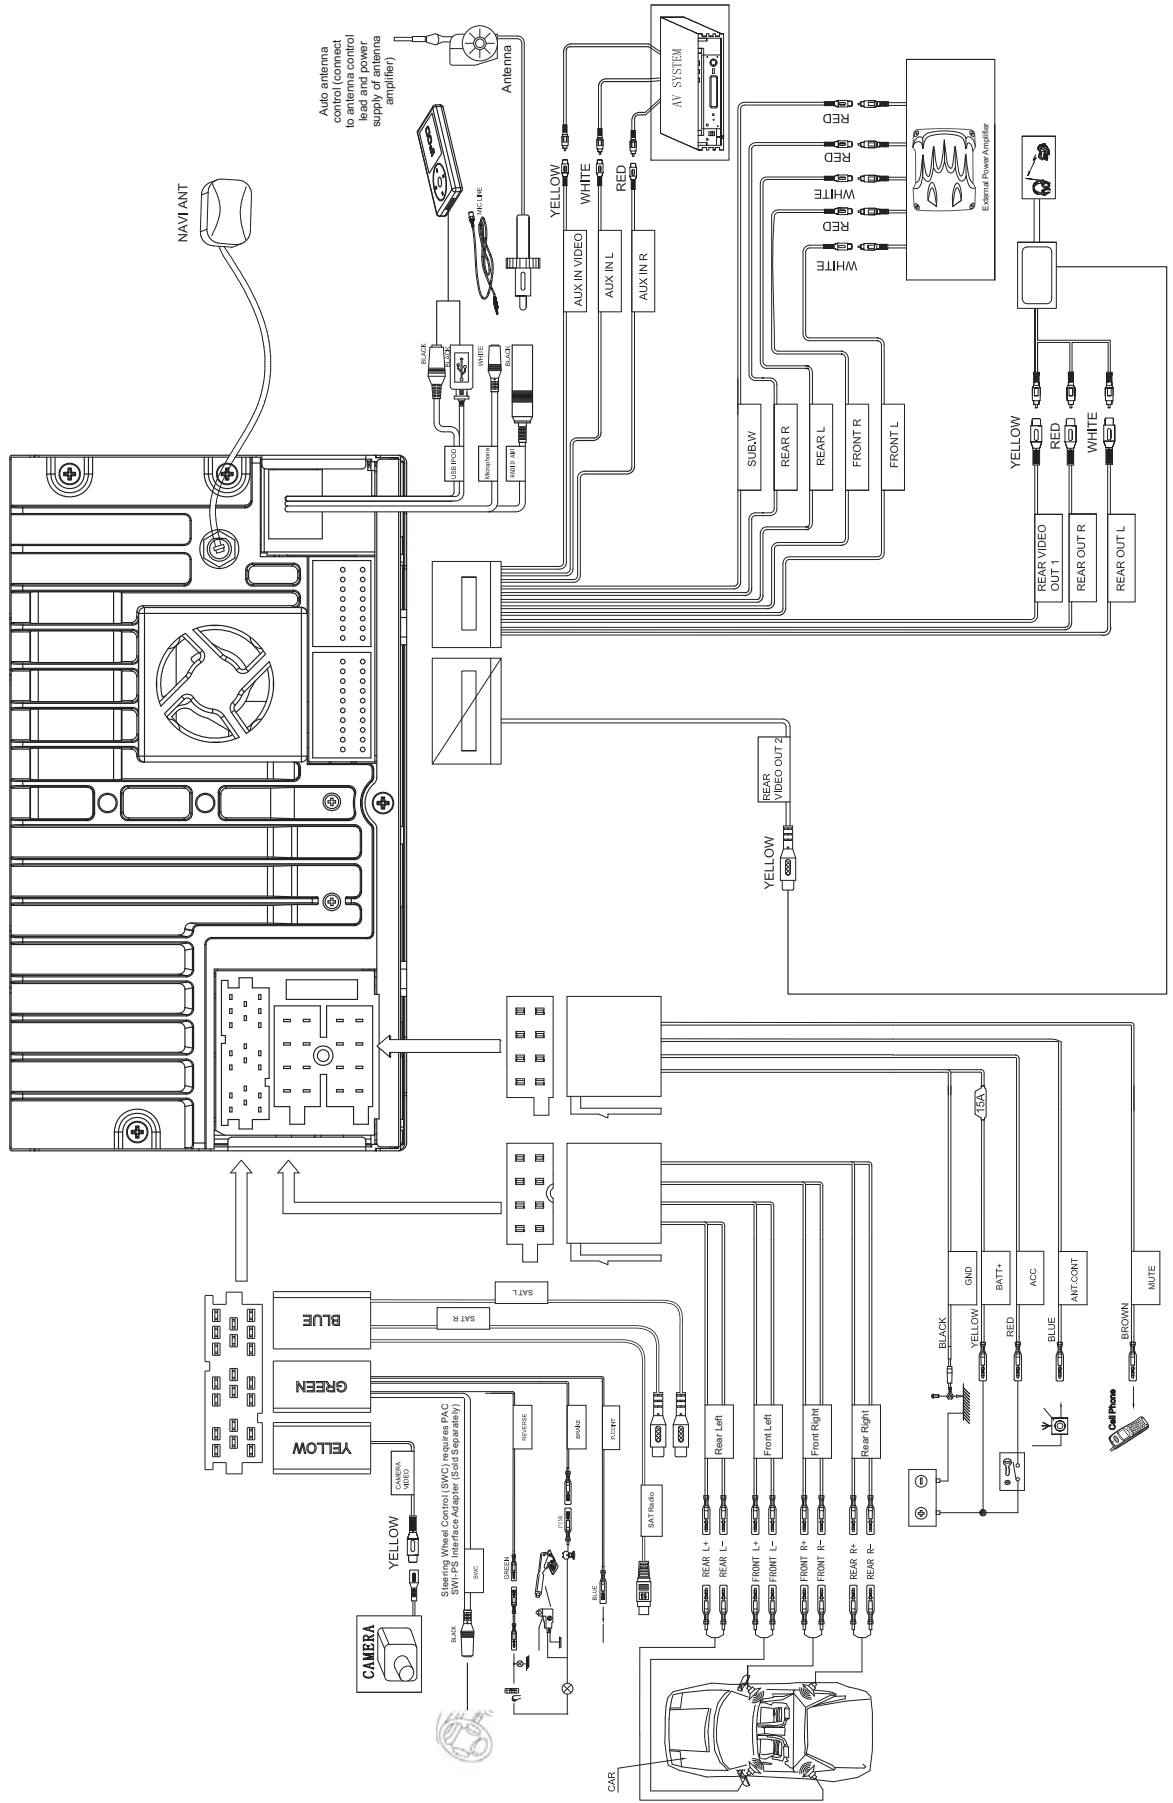 Auto antenna
control (connect
to antenna control
lead and power
supply of antenna
amplifier)
Antenna
NAVI ANT
MIC LINE
BLACK
BLACK
WHITE
BLACK
USB IPOD
Microphone
RADIO ANT
YELLOW
WHITE
RED
AUX IN VIDEO
AUX IN L
AUX IN R
AV SYSTEM
RED
RED
WHITE
RED
WHITE
External Power Amplifier
SUB.W
REAR R
REAR L
FRONT R
FRONT L
YELLOW
RED
WHITE
REAR VIDEO
OUT 1
REAR OUT R
REAR OUT L
REAR
VIDEO OUT 2
YELLOW
BLUE
GREEN
YELLOW
SAT L
SAT R
SAT Radio
CAMERA
VIDEO
YELLOW
CAMERA
Steering Wheel Control (SWC) requires PAC
SWI-PS Interface Adapter (Sold Separately)
SWC
BLACK
REVERSE
GREEN
BRAKE
PINK
P.CONT
BLUE
Rear Left
Front Left
Front Right
Rear Right
REAR L+
REAR L-
FRONT L+
FRONT L-
FRONT R+
FRONT R-
REAR R+
REAR R-
CAR
15A
GND
BATT+
ACC
ANT.CONT
MUTE
BLACK
YELLOW
RED
BLUE
BROWN
Cell Phone